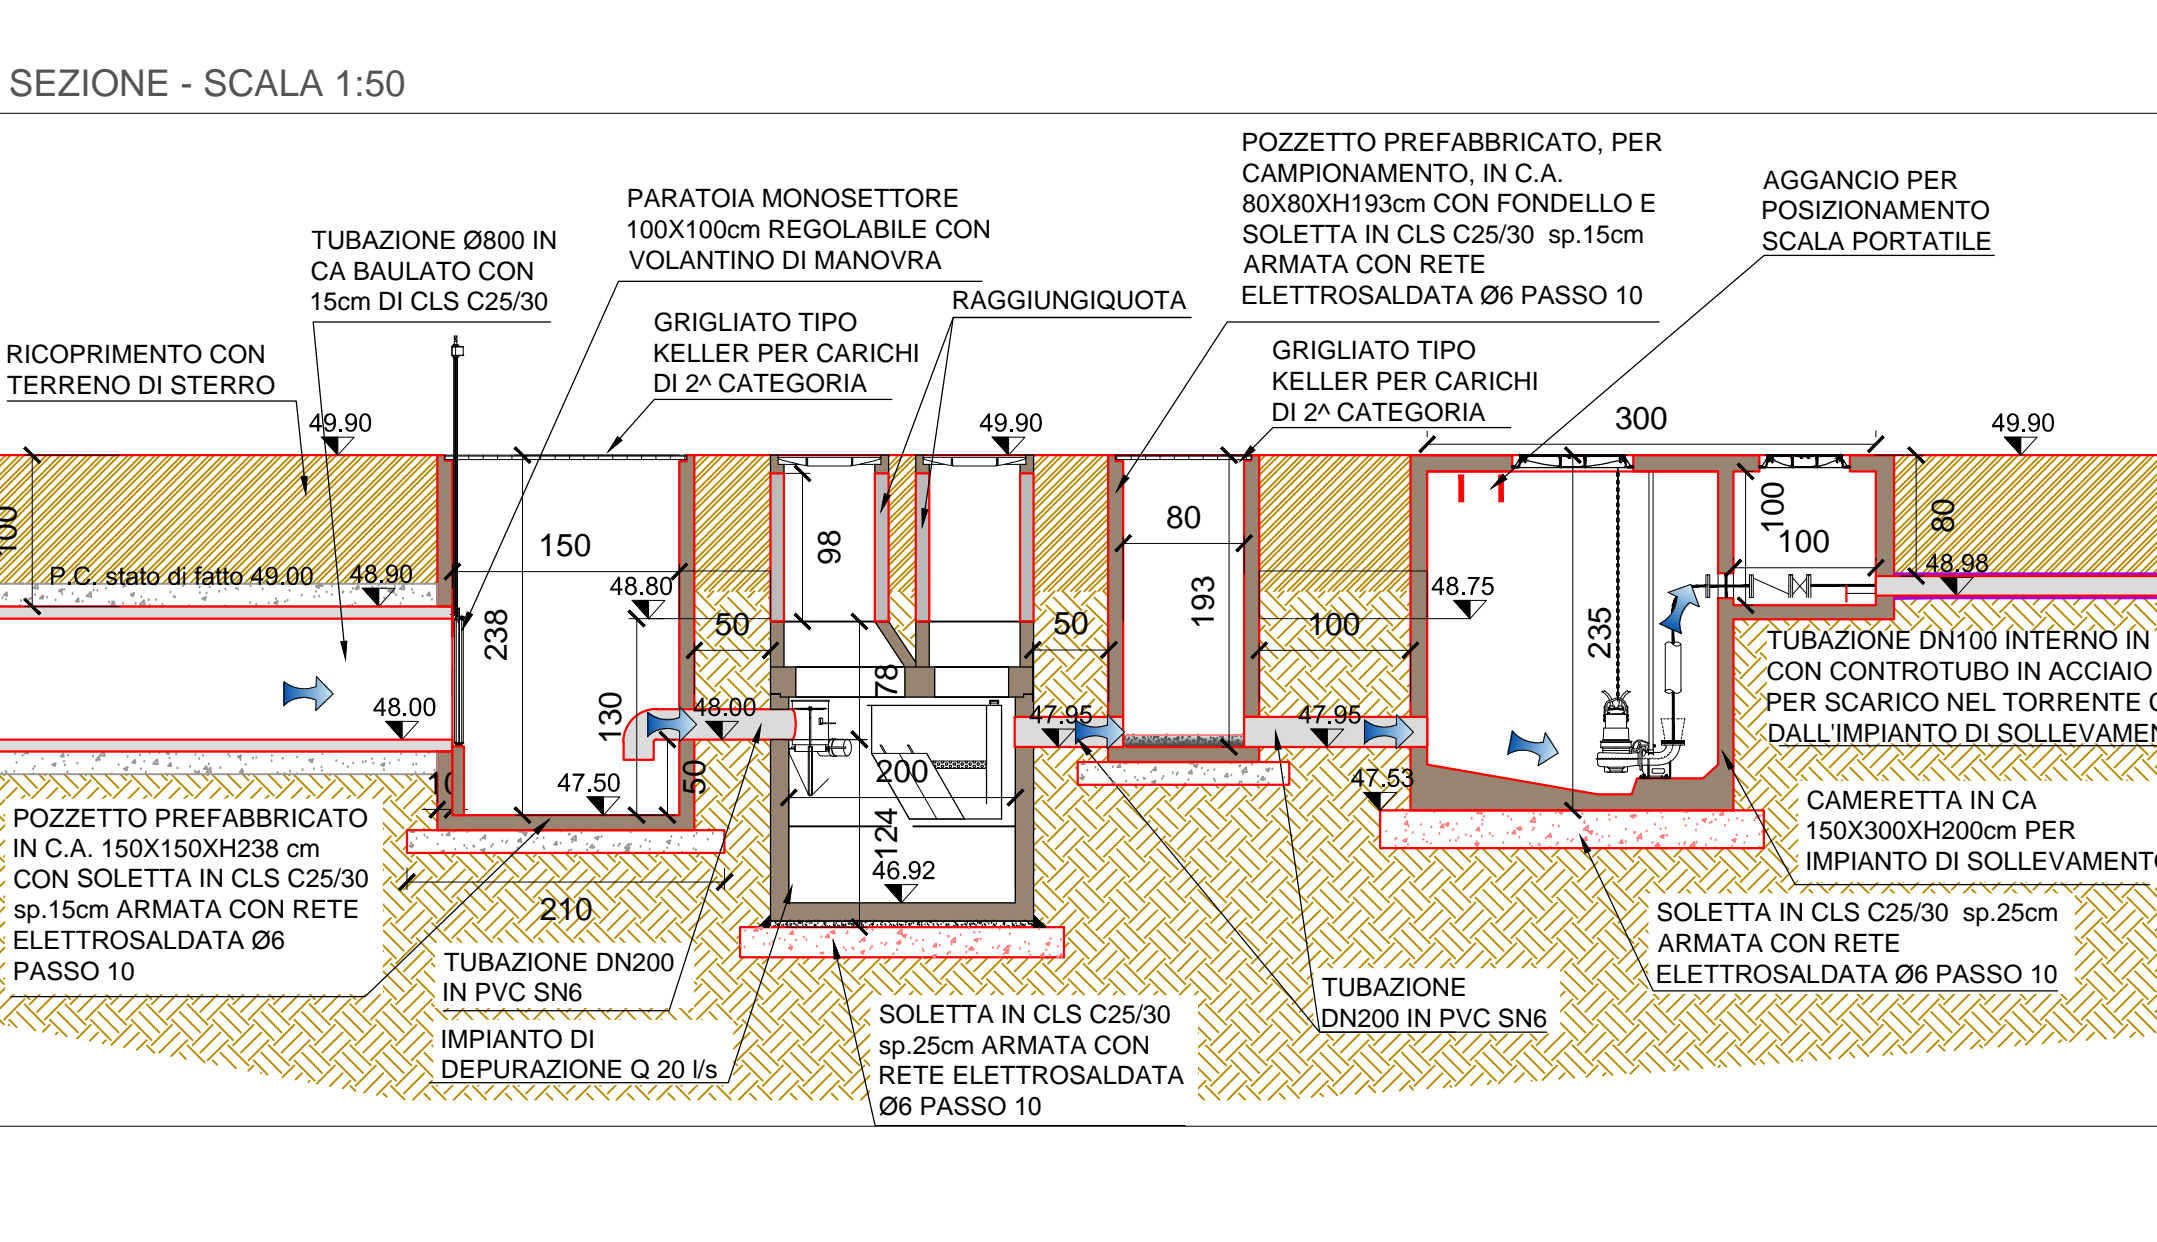 SEZIONE - SCALA 1:50
POZZETTO PREFABBRICATO, PER
CAMPIONAMENTO, IN C.A.
80X80XH193cm CON FONDELLO E
SOLETTA IN CLS C25/30 sp.15cm
ARMATA CON RETE
ELETTROSALDATA Ø6 PASSO 10
AGGANCIO PER
POSIZIONAMENTO
SCALA PORTATILE
PARATOIA MONOSETTORE
100X100cm REGOLABILE CON
VOLANTINO DI MANOVRA
TUBAZIONE Ø800 IN
CA BAULATO CON
15cm DI CLS C25/30
RAGGIUNGIQUOTA
GRIGLIATO TIPO
KELLER PER CARICHI
DI 2^ CATEGORIA
GRIGLIATO TIPO
KELLER PER CARICHI
DI 2^ CATEGORIA
RICOPRIMENTO CON
TERRENO DI STERRO
49.90
49.90
300
49.90
100
150
98
80
100
100
80
P.C. stato di fatto 49.00
48.90
48.80
193
48.75
48.98
238
50
50
100
235
78
130
48.00
48.00
47.95
47.95
50
200
10
47.50
47.53
124
46.92
210
TUBAZIONE DN100 INTERNO IN
CON CONTROTUBO IN ACCIAIO
PER SCARICO NEL TORRENTE
DALL'IMPIANTO DI SOLLEVAMEN
POZZETTO PREFABBRICATO
IN C.A. 150X150XH238 cm
CON SOLETTA IN CLS C25/30
sp.15cm ARMATA CON RETE
ELETTROSALDATA Ø6
PASSO 10
CAMERETTA IN CA
150X300XH200cm PER
IMPIANTO DI SOLLEVAMENTO
SOLETTA IN CLS C25/30 sp.25cm
ARMATA CON RETE
ELETTROSALDATA Ø6 PASSO 10
TUBAZIONE DN200
IN PVC SN6
TUBAZIONE
DN200 IN PVC SN6
IMPIANTO DI
DEPURAZIONE Q 20 l/s
SOLETTA IN CLS C25/30
sp.25cm ARMATA CON
RETE ELETTROSALDATA
Ø6 PASSO 10